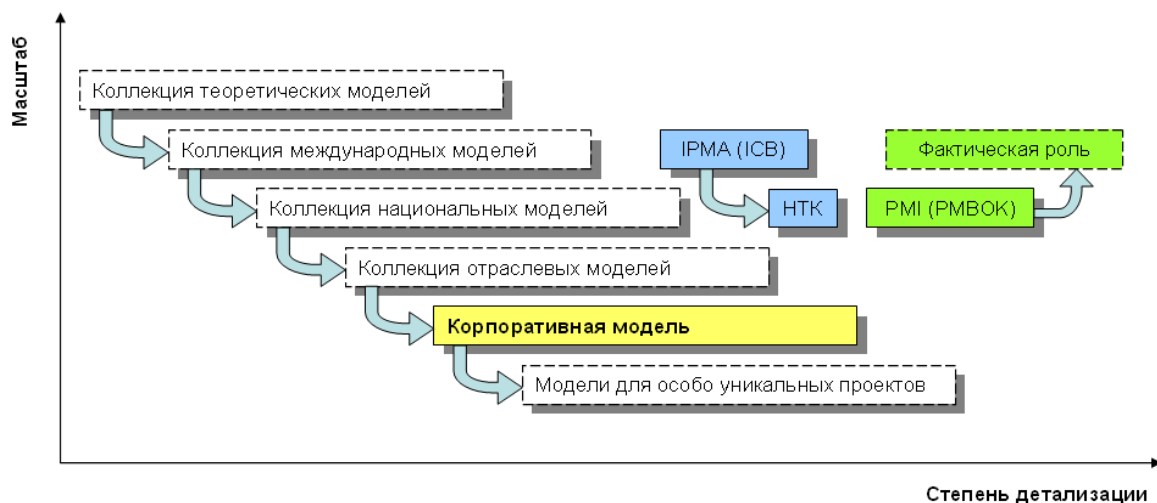 Масштаб
Коллекция теоретических моделей
Коллекция международных моделей
IPMA (ICB)
Фактическая роль
Коллекция национальных моделей
НТК
PMI (PMBOK)
Коллекция отраслевых моделей
Корпоративная модель
Модели для особо уникальных проектов
Степень детализации